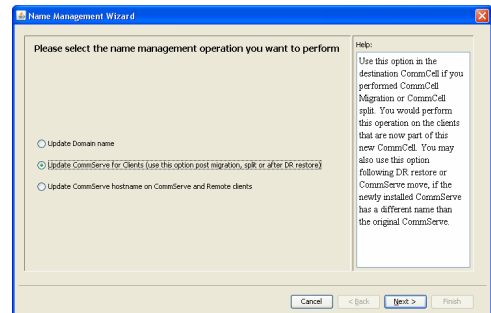 Name Management Wizard
Please select the name management operation you want to perform
Update Domain name
Update CommServe for Clients (use this option post migration, split or after DR restore)
Update CommServe hostname on CommServe and Remote clients
Help:
Use this option in the
destination CommCell if you
performed CommCell
Migration or CommCell
split. You would perform
this operation on the clients
that are now part of this
new CommCell. You may
also use this option
following DR restore or
CommServe move, if the
newly installed CommServe
has a different name than
the original CommServe.
Cancel < Back Next > Finish